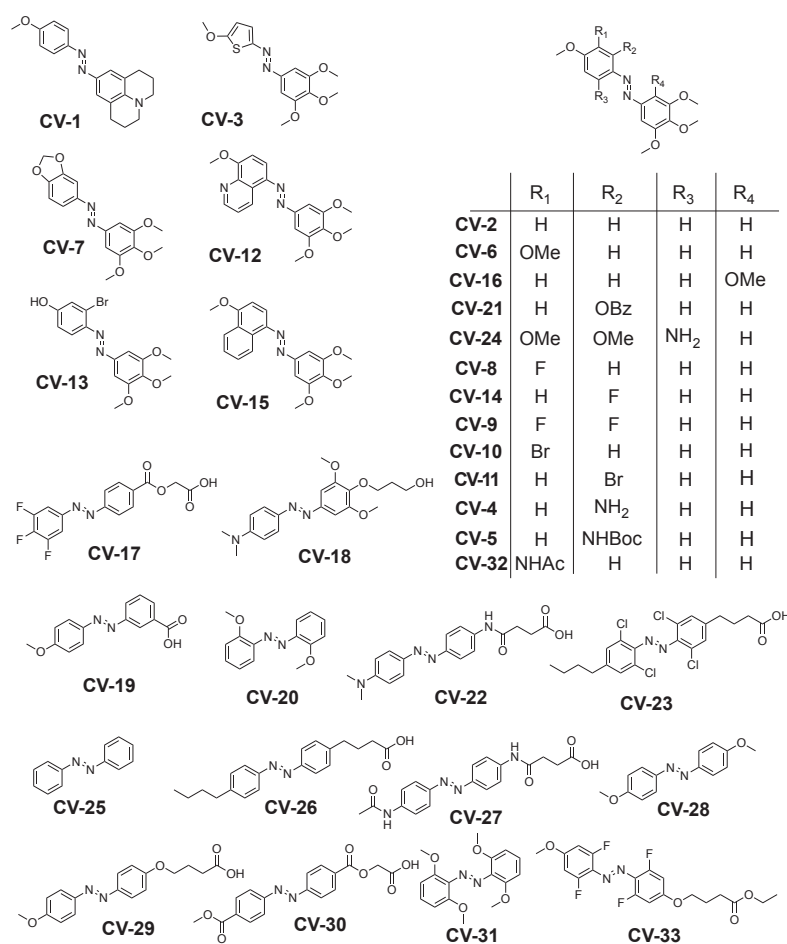 CV-1
CV-3
CV-7
CV-12
CV-13
CV-15
CV-17
CV-18
R₁ R₂ R₃ R₄
CV-2 H H H H
CV-6 OMe H H H
CV-16 H H H OMe
CV-21 H OBz H H
CV-24 OMe OMe NH₂ H
CV-8 F H H H
CV-14 H F H H
CV-9 F F H H
CV-10 Br H H H
CV-11 H Br H H
CV-4 H NH₂ H H
CV-5 H NHBoc H H
CV-32 NHAc H H H
CV-19
CV-20
CV-22
CV-23
CV-25
CV-26
CV-27
CV-28
CV-29
CV-30
CV-31
CV-33